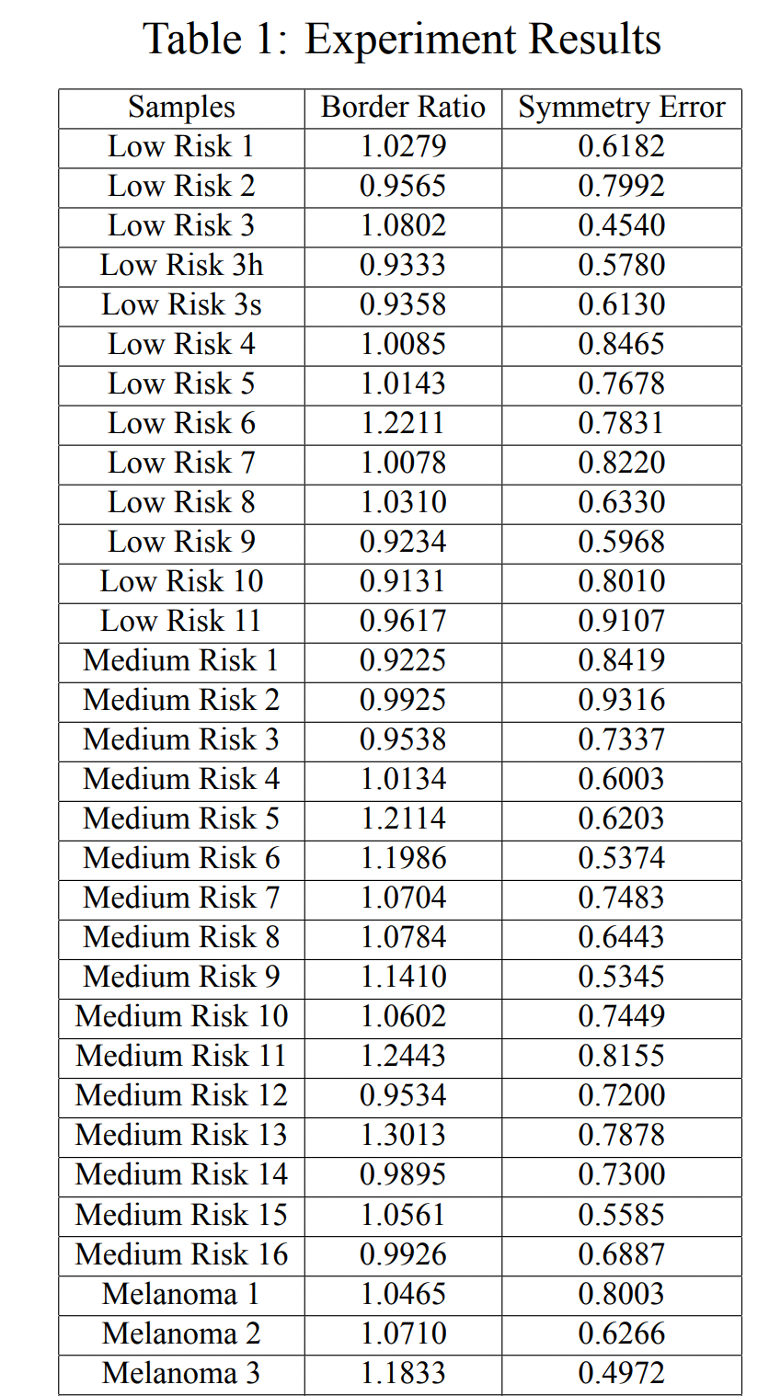 Table 1: Experiment Results
Samples Border Ratio Symmetry Error
Low Risk 1 1.0279 0.6182
Low Risk 2 0.9565 0.7992
Low Risk 3 1.0802 0.4540
Low Risk 3h 0.9333 0.5780
Low Risk 3s 0.9358 0.6130
Low Risk 4 1.0085 0.8465
Low Risk 5 1.0143 0.7678
Low Risk 6 1.2211 0.7831
Low Risk 7 1.0078 0.8220
Low Risk 8 1.0310 0.6330
Low Risk 9 0.9234 0.5968
Low Risk 10 0.9131 0.8010
Low Risk 11 0.9617 0.9107
Medium Risk 1 0.9225 0.8419
Medium Risk 2 0.9925 0.9316
Medium Risk 3 0.9538 0.7337
Medium Risk 4 1.0134 0.6003
Medium Risk 5 1.2114 0.6203
Medium Risk 6 1.1986 0.5374
Medium Risk 7 1.0704 0.7483
Medium Risk 8 1.0784 0.6443
Medium Risk 9 1.1410 0.5345
Medium Risk 10 1.0602 0.7449
Medium Risk 11 1.2443 0.8155
Medium Risk 12 0.9534 0.7200
Medium Risk 13 1.3013 0.7878
Medium Risk 14 0.9895 0.7300
Medium Risk 15 1.0561 0.5585
Medium Risk 16 0.9926 0.6887
Melanoma 1 1.0465 0.8003
Melanoma 2 1.0710 0.6266
Melanoma 3 1.1833 0.4972